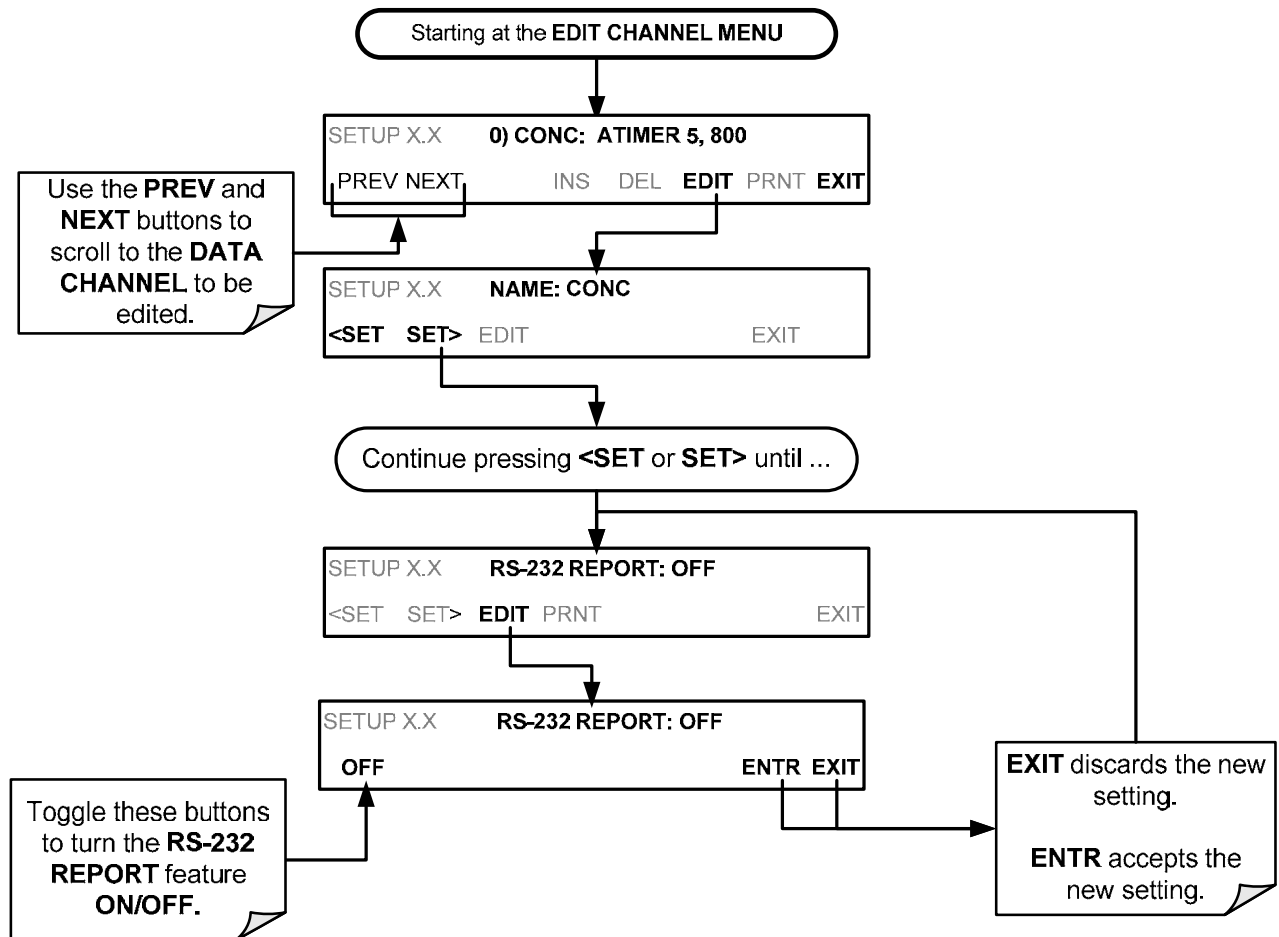 Starting at the EDIT CHANNEL MENU
SETUP X.X 0) CONC: ATIMER 5, 800
PREV NEXT INS DEL EDIT PRNT EXIT
Use the PREV and
NEXT buttons to
scroll to the DATA
CHANNEL to be
edited.
SETUP X.X NAME: CONC
<SET SET> EDIT EXIT
Continue pressing <SET or SET> until ...
SETUP X.X RS-232 REPORT: OFF
<SET SET> EDIT PRNT EXIT
SETUP X.X RS-232 REPORT: OFF
OFF ENTR EXIT
Toggle these buttons
to turn the RS-232
REPORT feature
ON/OFF.
EXIT discards the new
setting.
ENTR accepts the
new setting.